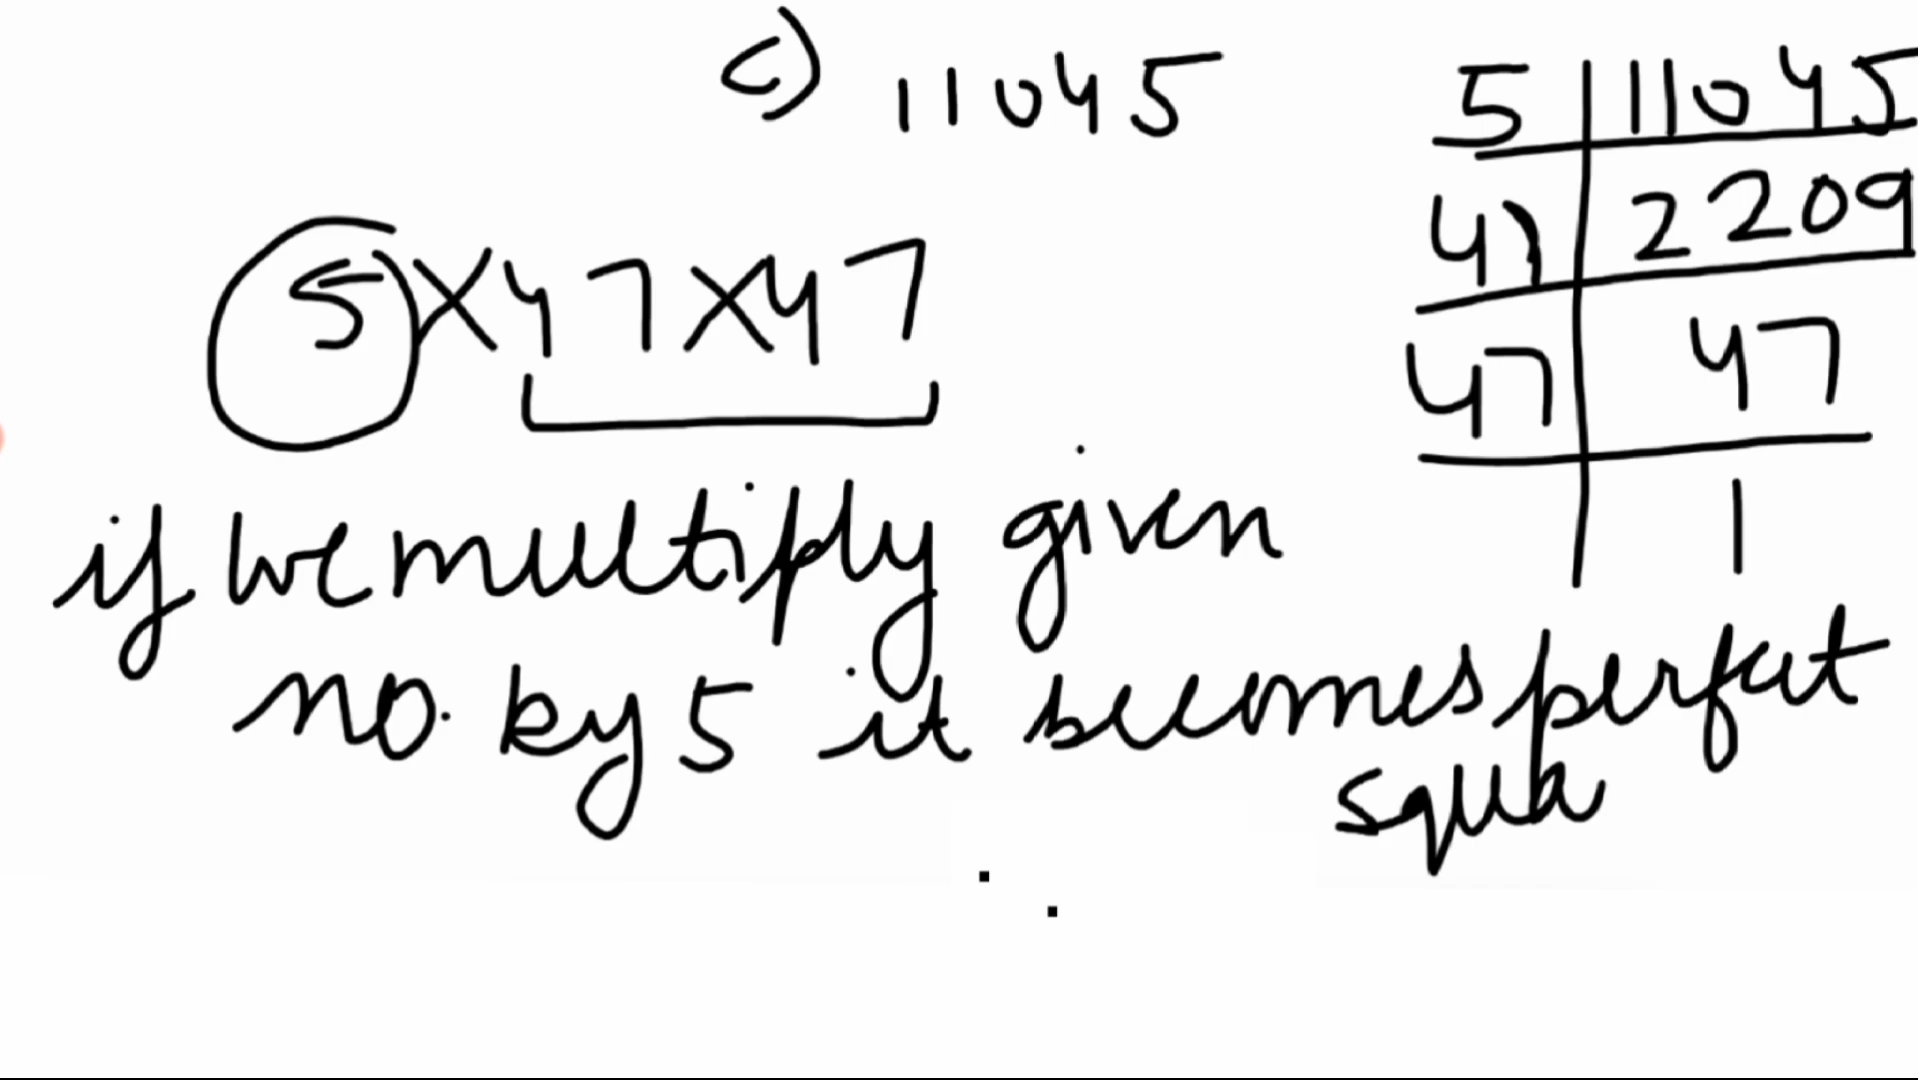 c) 11045
5 | 11045
47 | 2209
47 | 47
1
5 X 47 X 47
if we multiply given
no. by 5 it becomes perfect
squa